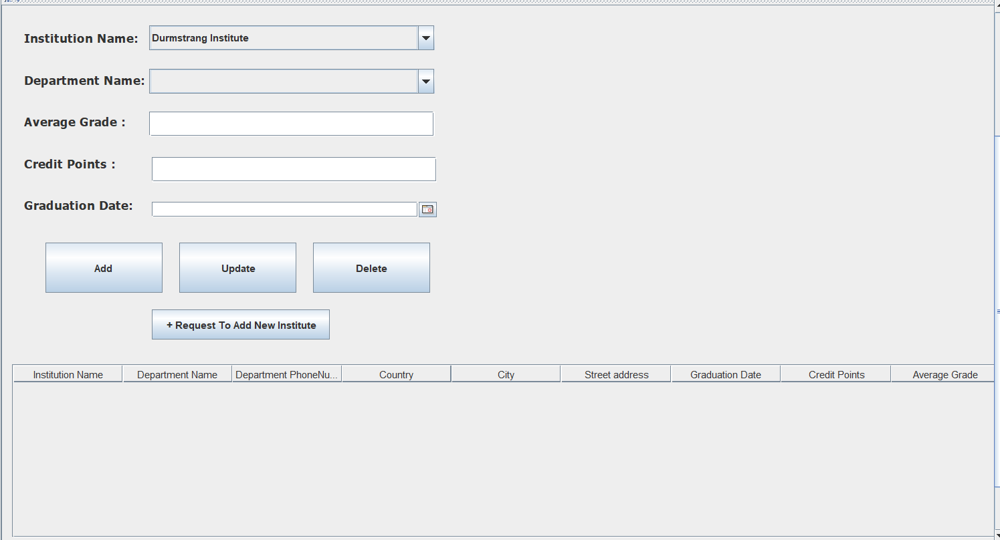 Institution Name: Durmstrang Institute
Department Name:
Average Grade :
Credit Points :
Graduation Date:
Add Update Delete
+ Request To Add New Institute
Institution Name Department Name Department PhoneNu... Country City Street address Graduation Date Credit Points Average Grade